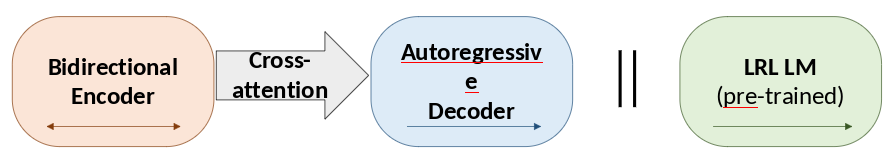 Bidirectional
Encoder
Cross-
attention
Autoregressiv
e
Decoder
LRL LM
(pre-trained)